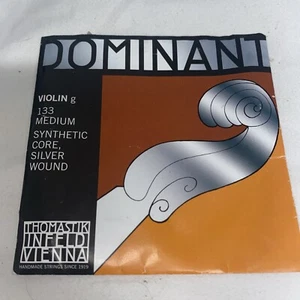 DOMINANT
VIOLIN g
133
MEDIUM
SYNTHETIC
CORE,
SILVER
WOUND
THOMASTIK
INFELD
VIENNA
HANDMADE STRINGS SINCE 1919